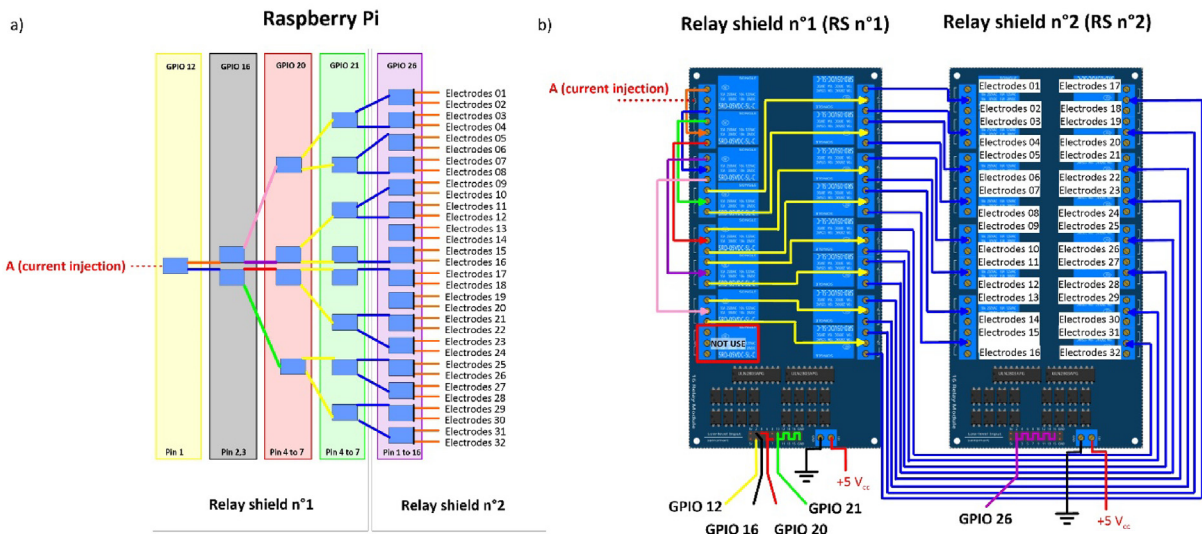 a)
Raspberry Pi
GPIO 12
GPIO 16
GPIO 20
GPIO 21
GPIO 26
A (current injection)
Electrodes 01
Electrodes 02
Electrodes 03
Electrodes 04
Electrodes 05
Electrodes 06
Electrodes 07
Electrodes 08
Electrodes 09
Electrodes 10
Electrodes 11
Electrodes 12
Electrodes 13
Electrodes 14
Electrodes 15
Electrodes 16
Electrodes 17
Electrodes 18
Electrodes 19
Electrodes 20
Electrodes 21
Electrodes 22
Electrodes 23
Electrodes 24
Electrodes 25
Electrodes 26
Electrodes 27
Electrodes 28
Electrodes 29
Electrodes 30
Electrodes 31
Electrodes 32
Pin 1
Pin 2,3
Pin 4 to 7
Pin 4 to 7
Pin 1 to 16
Relay shield n°1
Relay shield n°2
b)
Relay shield n°1 (RS n°1)
A (current injection)
NOT USE
16 Relay Module
+5 Vcc
GPIO 12
GPIO 16
GPIO 20
GPIO 21
Relay shield n°2 (RS n°2)
Electrodes 01
Electrodes 02
Electrodes 03
Electrodes 04
Electrodes 05
Electrodes 06
Electrodes 07
Electrodes 08
Electrodes 09
Electrodes 10
Electrodes 11
Electrodes 12
Electrodes 13
Electrodes 14
Electrodes 15
Electrodes 16
Electrodes 17
Electrodes 18
Electrodes 19
Electrodes 20
Electrodes 21
Electrodes 22
Electrodes 23
Electrodes 24
Electrodes 25
Electrodes 26
Electrodes 27
Electrodes 28
Electrodes 29
Electrodes 30
Electrodes 31
Electrodes 32
16 Relay Module
GPIO 26
+5 Vcc